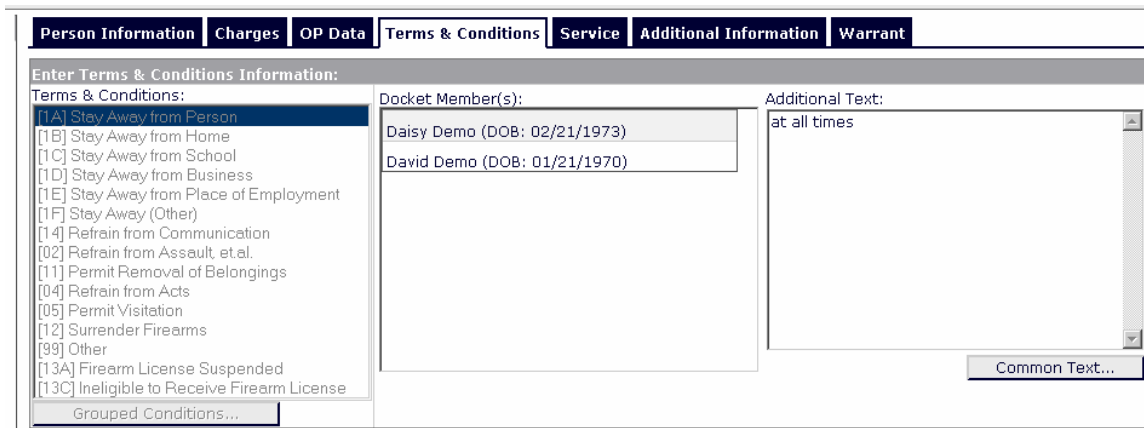 Person Information Charges OP Data Terms & Conditions Service Additional Information Warrant
Enter Terms & Conditions Information:
Terms & Conditions:
[1A] Stay Away from Person
[1B] Stay Away from Home
[1C] Stay Away from School
[1D] Stay Away from Business
[1E] Stay Away from Place of Employment
[1F] Stay Away (Other)
[14] Refrain from Communication
[02] Refrain from Assault, et.al.
[11] Permit Removal of Belongings
[04] Refrain from Acts
[05] Permit Visitation
[12] Surrender Firearms
[99] Other
[13A] Firearm License Suspended
[13C] Ineligible to Receive Firearm License
Grouped Conditions...
Docket Member(s):
Daisy Demo (DOB: 02/21/1973)
David Demo (DOB: 01/21/1970)
Additional Text:
at all times
Common Text...